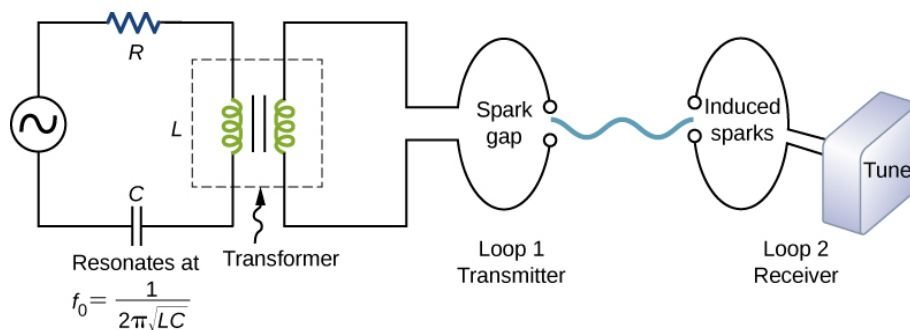 R
L
C
Resonates at
f₀ = 1 / 2π√LC
Transformer
Spark
gap
Loop 1
Transmitter
Induced
sparks
Loop 2
Receiver
Tune